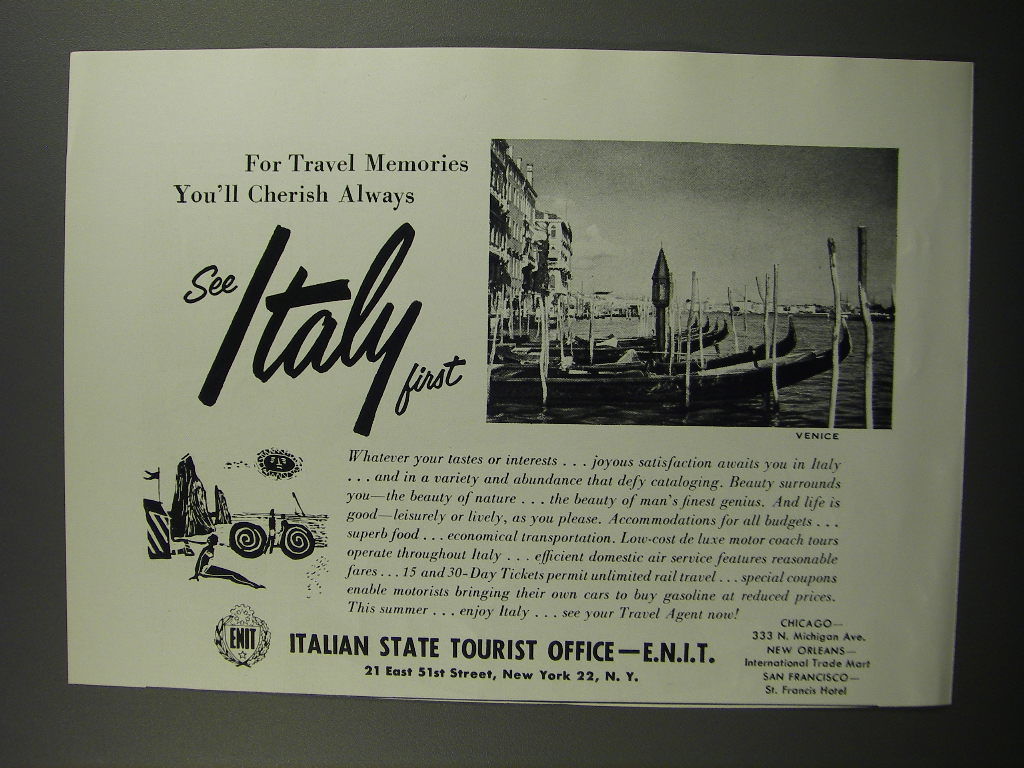 For Travel Memories
You'll Cherish Always
See
Italy
first
VENICE
Whatever your tastes or interests . . . joyous satisfaction awaits you in Italy
. . . and in a variety and abundance that defy cataloging. Beauty surrounds
you—the beauty of nature . . . the beauty of man's finest genius. And life is
good—leisurely or lively, as you please. Accommodations for all budgets . . .
superb food . . . economical transportation. Low-cost de luxe motor coach tours
operate throughout Italy . . . efficient domestic air service features reasonable
fares . . . 15 and 30-Day Tickets permit unlimited rail travel . . . special coupons
enable motorists bringing their own cars to buy gasoline at reduced prices.
This summer . . . enjoy Italy . . . see your Travel Agent now!
ENIT
ITALIAN STATE TOURIST OFFICE—E.N.I.T.
21 East 51st Street, New York 22, N. Y.
CHICAGO—
333 N. Michigan Ave.
NEW ORLEANS—
International Trade Mart
SAN FRANCISCO—
St. Francis Hotel